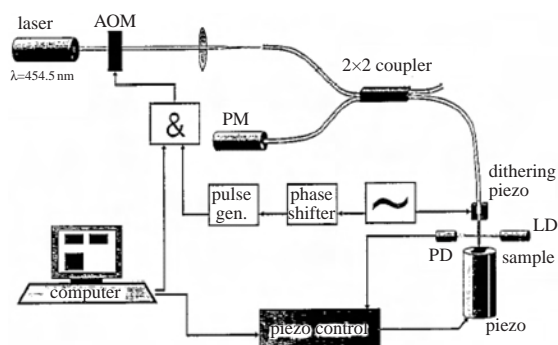 laser
AOM
λ=454.5 nm
2×2 coupler
&
PM
dithering
piezo
pulse
gen.
phase
shifter
~
LD
PD
sample
computer
piezo control
piezo